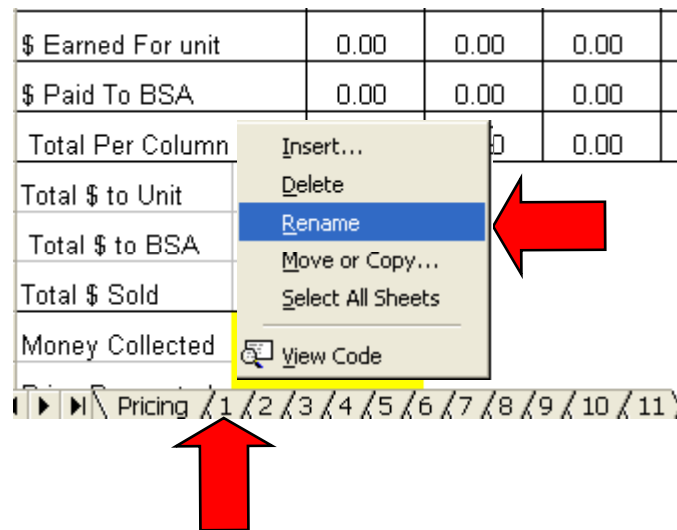 $ Earned For unit 0.00 0.00 0.00
$ Paid To BSA 0.00 0.00 0.00
Total Per Column 0.00
Insert...
Total $ to Unit
Delete
Rename
Total $ to BSA
Move or Copy...
Total $ Sold
Select All Sheets
Money Collected
View Code
Pricing 1 2 3 4 5 6 7 8 9 10 11